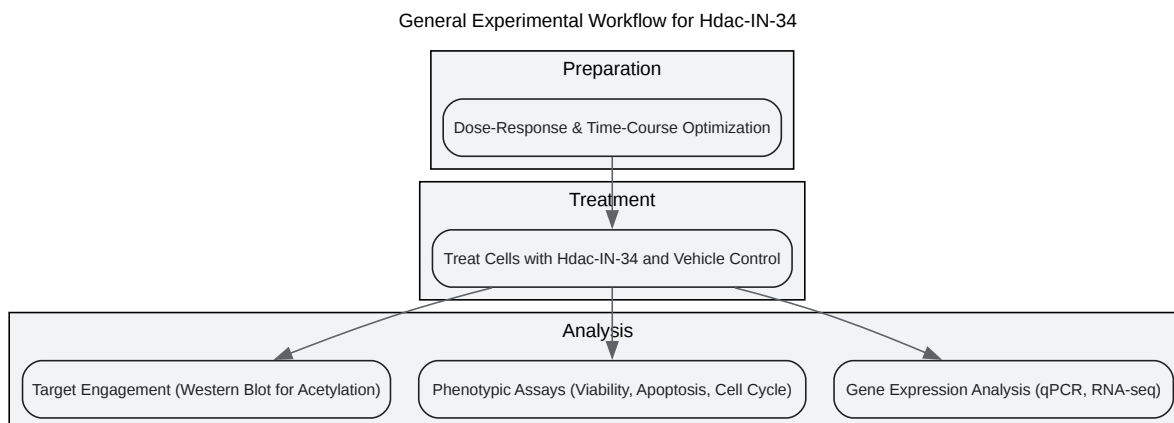 General Experimental Workflow for Hdac-IN-34
Preparation
Dose-Response & Time-Course Optimization
Treatment
Treat Cells with Hdac-IN-34 and Vehicle Control
Analysis
Target Engagement (Western Blot for Acetylation)
Phenotypic Assays (Viability, Apoptosis, Cell Cycle)
Gene Expression Analysis (qPCR, RNA-seq)